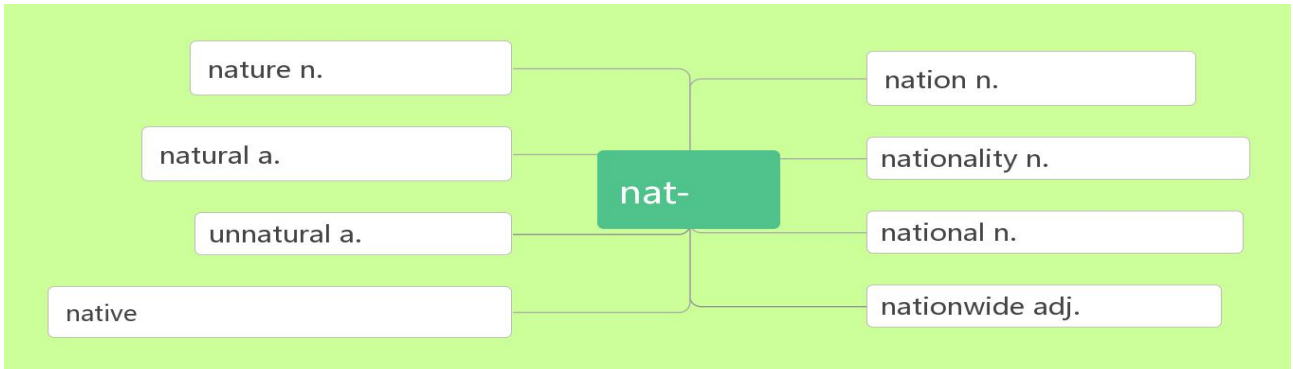 nature n.
natural a.
unnatural a.
native
nat-
nation n.
nationality n.
national n.
nationwide adj.